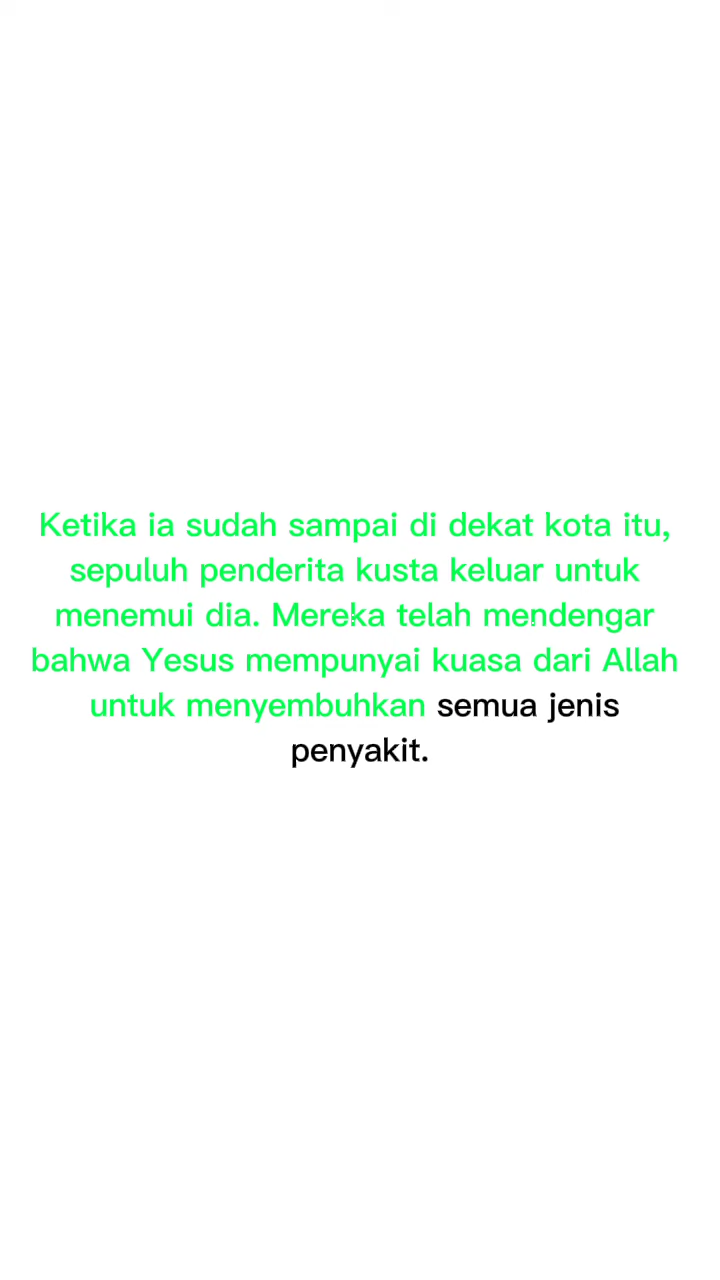 Ketika ia sudah sampai di dekat kota itu,
sepuluh penderita kusta keluar untuk
menemui dia. Mereka telah mendengar
bahwa Yesus mempunyai kuasa dari Allah
untuk menyembuhkan semua jenis
penyakit.